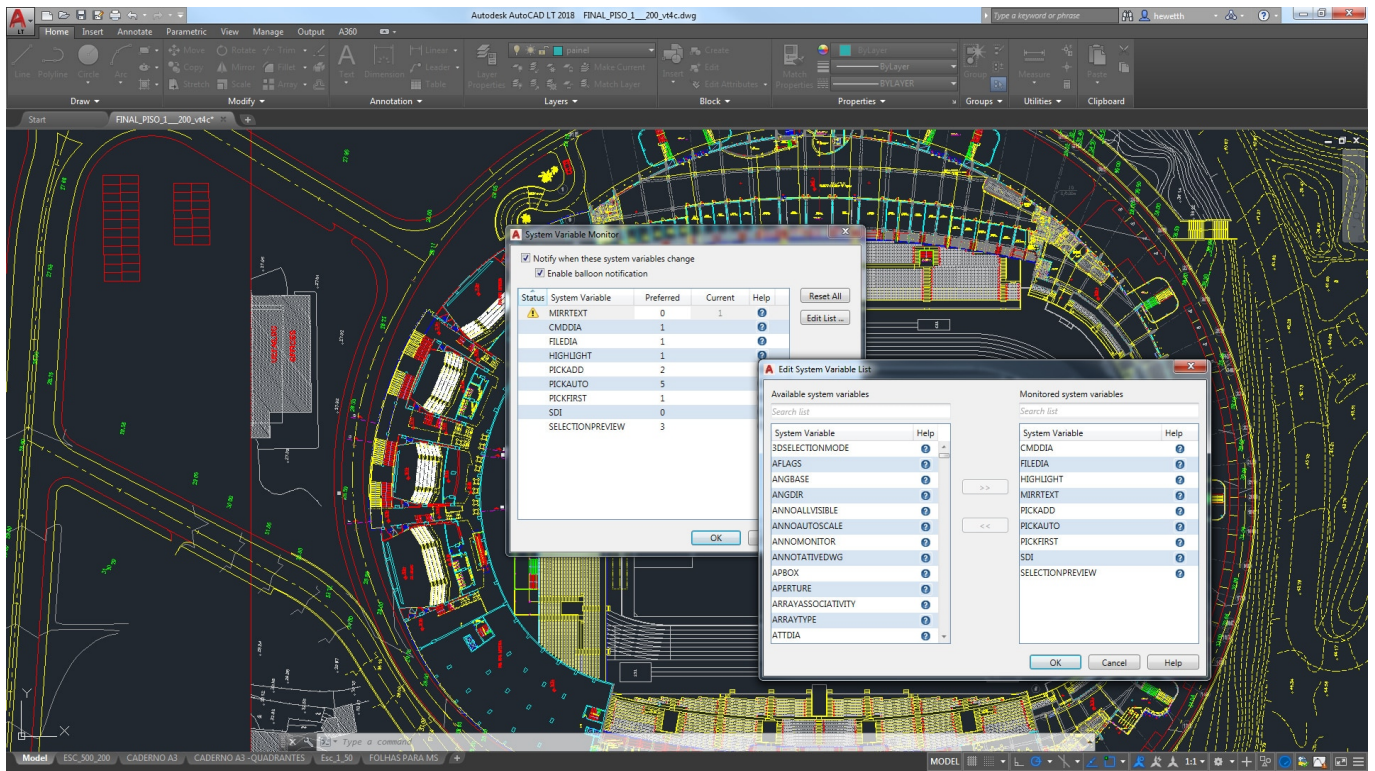 Autodesk AutoCAD LT 2018 FINAL_PISO_1__200_vt4c.dwg
Type a keyword or phrase
hewetth
LT
Home Insert Annotate Parametric View Manage Output A360
Line Polyline Circle Arc
Move Rotate Trim
Copy Mirror Fillet
Stretch Scale Array
Text Dimension
Linear
Leader
Table
Layer
Properties
painel
Make Current
Match Layer
Insert
Create
Edit
Edit Attributes
Match
Properties
ByLayer
ByLayer
BYLAYER
Group
Measure
Paste
Draw Modify Annotation Layers Block Properties Groups Utilities Clipboard
Start FINAL_PISO_1__200_vt4c*
System Variable Monitor
Notify when these system variables change
Enable balloon notification
Status System Variable Preferred Current Help
MIRRTEXT 0 1
CMDDIA 1
FILEDIA 1
HIGHLIGHT 1
PICKADD 2
PICKAUTO 5
PICKFIRST 1
SDI 0
SELECTIONPREVIEW 3
Reset All
Edit List ...
OK
Edit System Variable List
Available system variables
Search list
System Variable Help
3DSELECTIONMODE
AFLAGS
ANGBASE
ANGDIR
ANNOALLVISIBLE
ANNOAUTOSCALE
ANNOMONITOR
ANNOTATIVEDWG
APBOX
APERTURE
ARRAYASSOCIATIVITY
ARRAYTYPE
ATTDIA
>>
<<
Monitored system variables
Search list
System Variable Help
CMDDIA
FILEDIA
HIGHLIGHT
MIRRTEXT
PICKADD
PICKAUTO
PICKFIRST
SDI
SELECTIONPREVIEW
OK Cancel Help
Y
X
Type a command
Model ESC_500_200 CADERNO A3 CADERNO A3 -QUADRANTES Esc_1_50 FOLHAS PARA MS +
MODEL
1:1